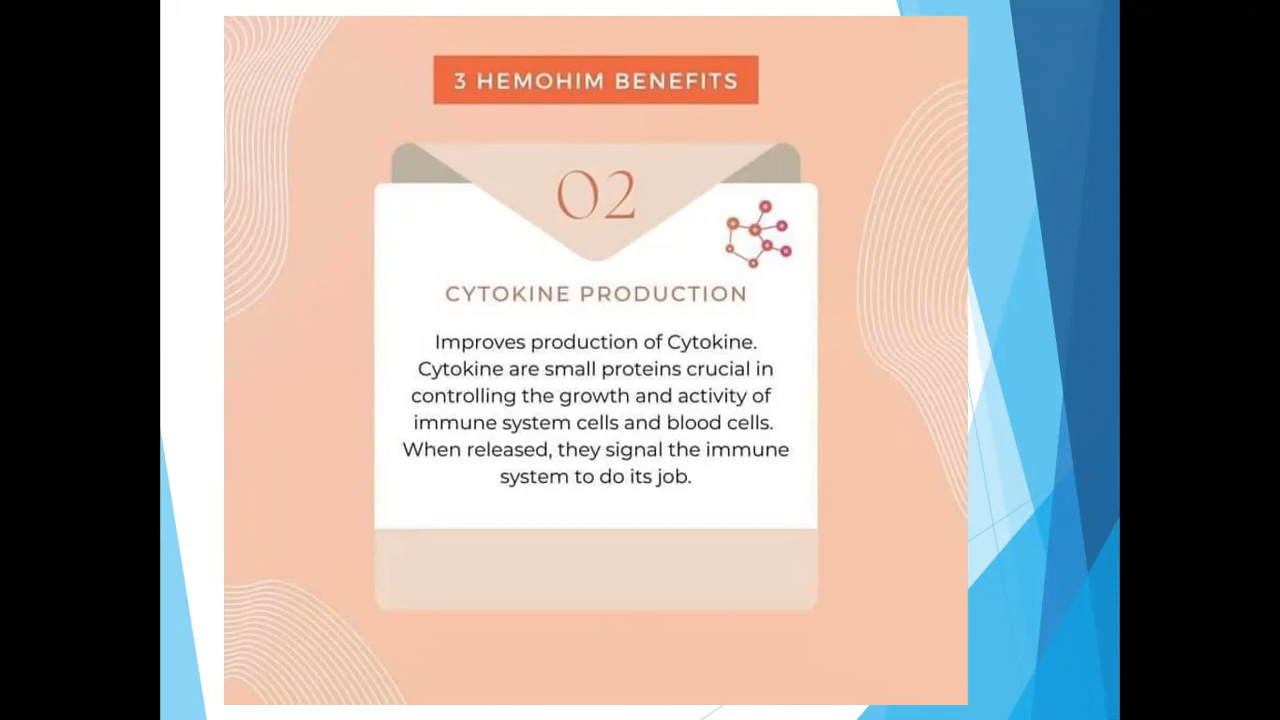 3 HEMOHIM BENEFITS
02
CYTOKINE PRODUCTION
Improves production of Cytokine.
Cytokine are small proteins crucial in
controlling the growth and activity of
immune system cells and blood cells.
When released, they signal the immune
system to do its job.